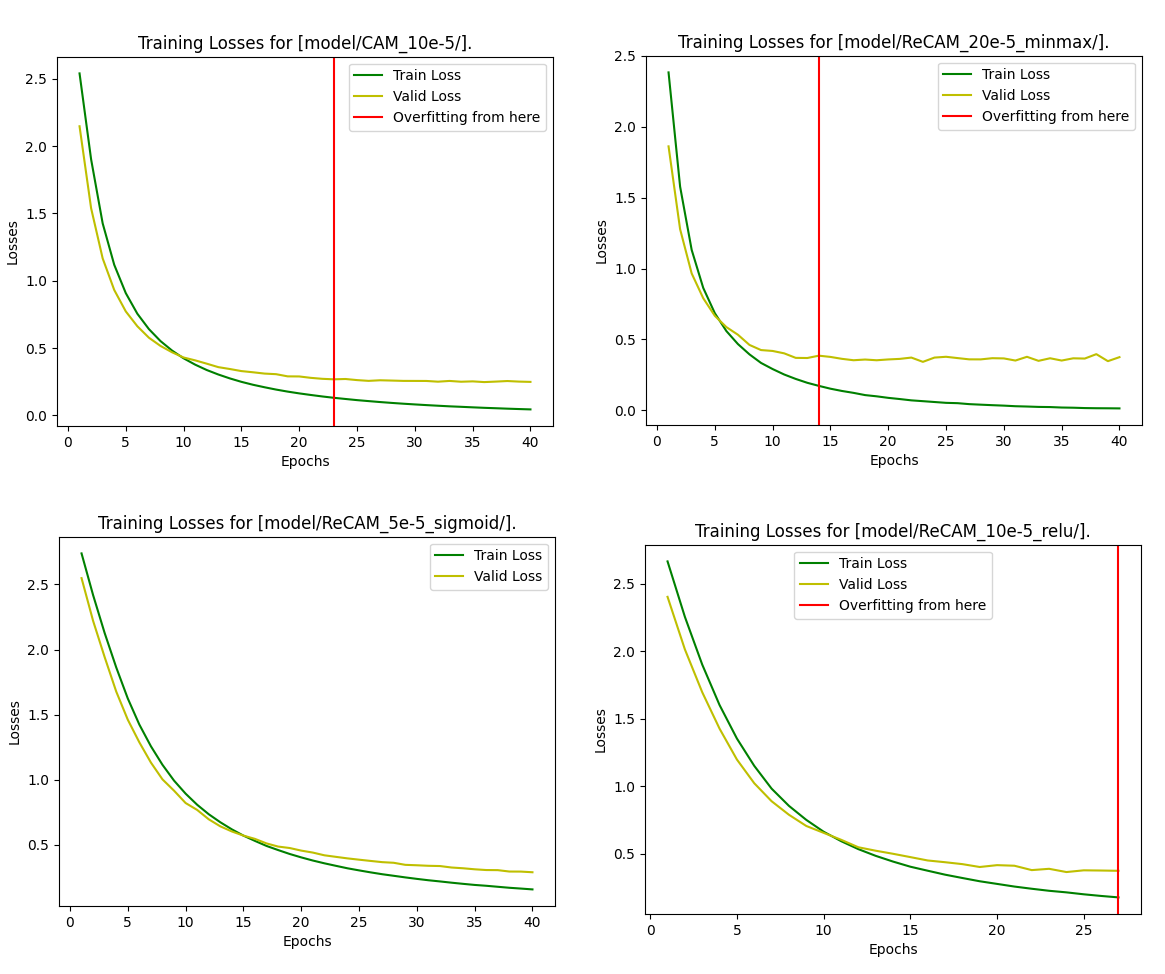 Training Losses for [model/CAM_10e-5/].
Train Loss
Valid Loss
Overfitting from here
Losses
2.5
2.0
1.5
1.0
0.5
0.0
0 5 10 15 20 25 30 35 40
Epochs
Training Losses for [model/ReCAM_20e-5_minmax/].
Train Loss
Valid Loss
Overfitting from here
Losses
2.5
2.0
1.5
1.0
0.5
0.0
0 5 10 15 20 25 30 35 40
Epochs
Training Losses for [model/ReCAM_5e-5_sigmoid/].
Train Loss
Valid Loss
Losses
2.5
2.0
1.5
1.0
0.5
0 5 10 15 20 25 30 35 40
Epochs
Training Losses for [model/ReCAM_10e-5_relu/].
Train Loss
Valid Loss
Overfitting from here
Losses
2.5
2.0
1.5
1.0
0.5
0 5 10 15 20 25
Epochs